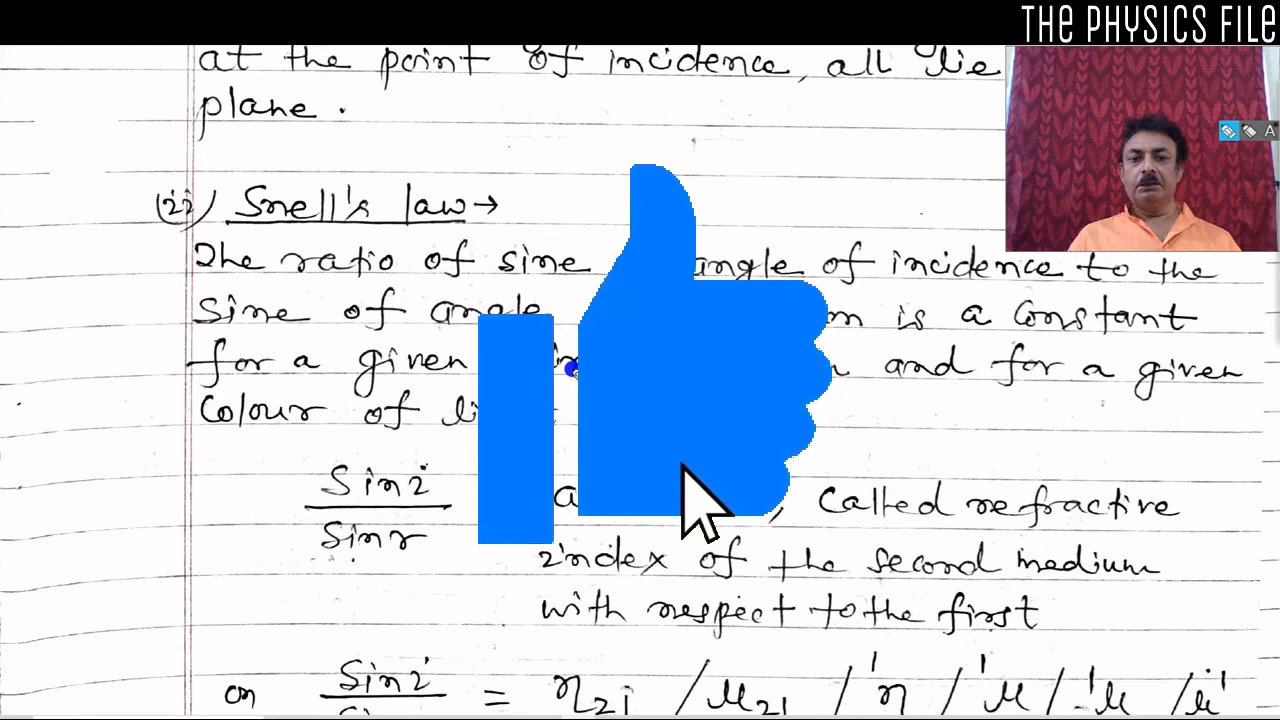 THE PHYSICS FILE
at the point of incidence, all lie
plane.
(ii) Snell's law →
The ratio of sine angle of incidence to the
sine of angle is a constant
for a given and for a given
colour of
Sin i
Sin r
, called refractive
index of the second medium
with respect to the first
or Sin i = η21 / μ21 / 'η / 'μ / 'μ /
A